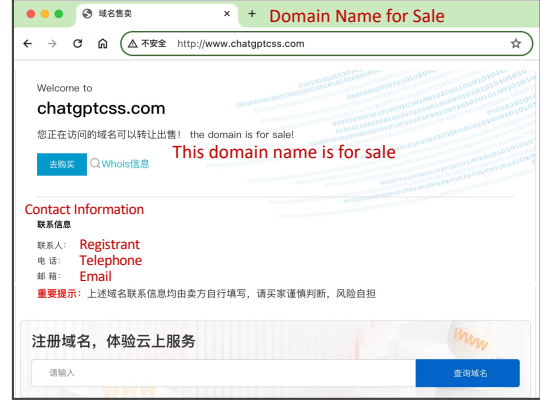 域名售卖 × + Domain Name for Sale
不安全 http://www.chatgptcss.com
Welcome to
chatgptcss.com
您正在访问的域名可以转让出售! the domain is for sale!
This domain name is for sale
去购买 Whois信息
Contact Information
联系信息
联系人: Registrant
电 话: Telephone
邮 箱: Email
重要提示: 上述域名联系信息均由卖方自行填写, 请买家谨慎判断, 风险自担
注册域名, 体验云上服务
www
请输入 查询域名